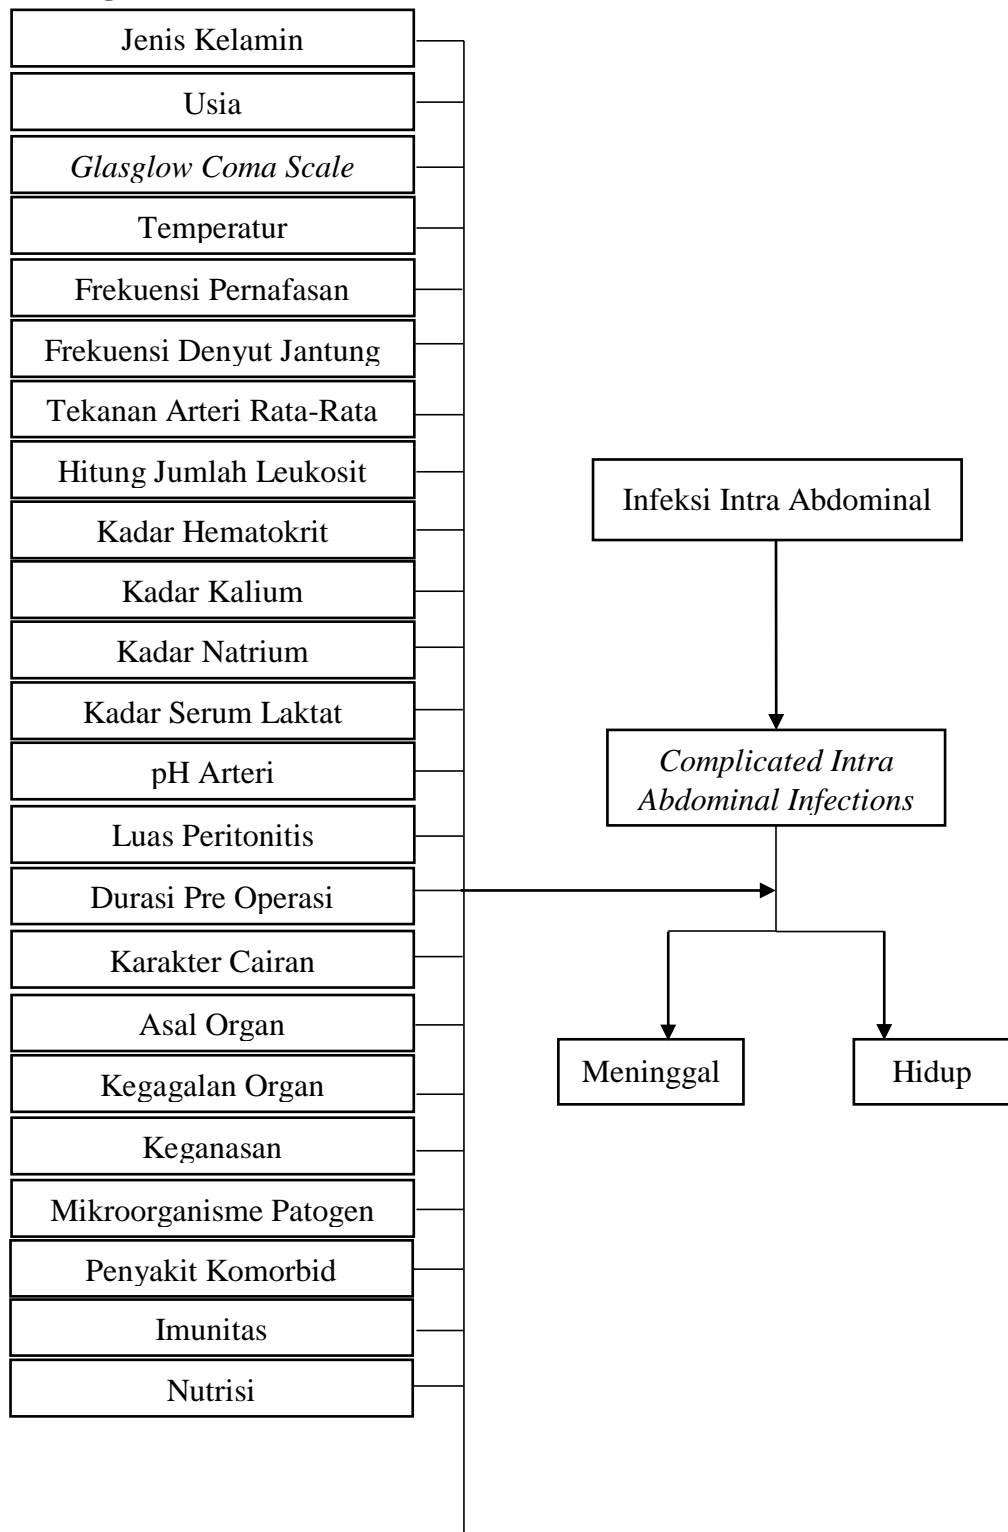 Jenis Kelamin
Usia
Glasglow Coma Scale
Temperatur
Frekuensi Pernafasan
Frekuensi Denyut Jantung
Tekanan Arteri Rata-Rata
Hitung Jumlah Leukosit
Kadar Hematokrit
Kadar Kalium
Kadar Natrium
Kadar Serum Laktat
pH Arteri
Luas Peritonitis
Durasi Pre Operasi
Karakter Cairan
Asal Organ
Kegagalan Organ
Keganasan
Mikroorganisme Patogen
Penyakit Komorbid
Imunitas
Nutrisi
Infeksi Intra Abdominal
Complicated Intra
Abdominal Infections
Meninggal
Hidup